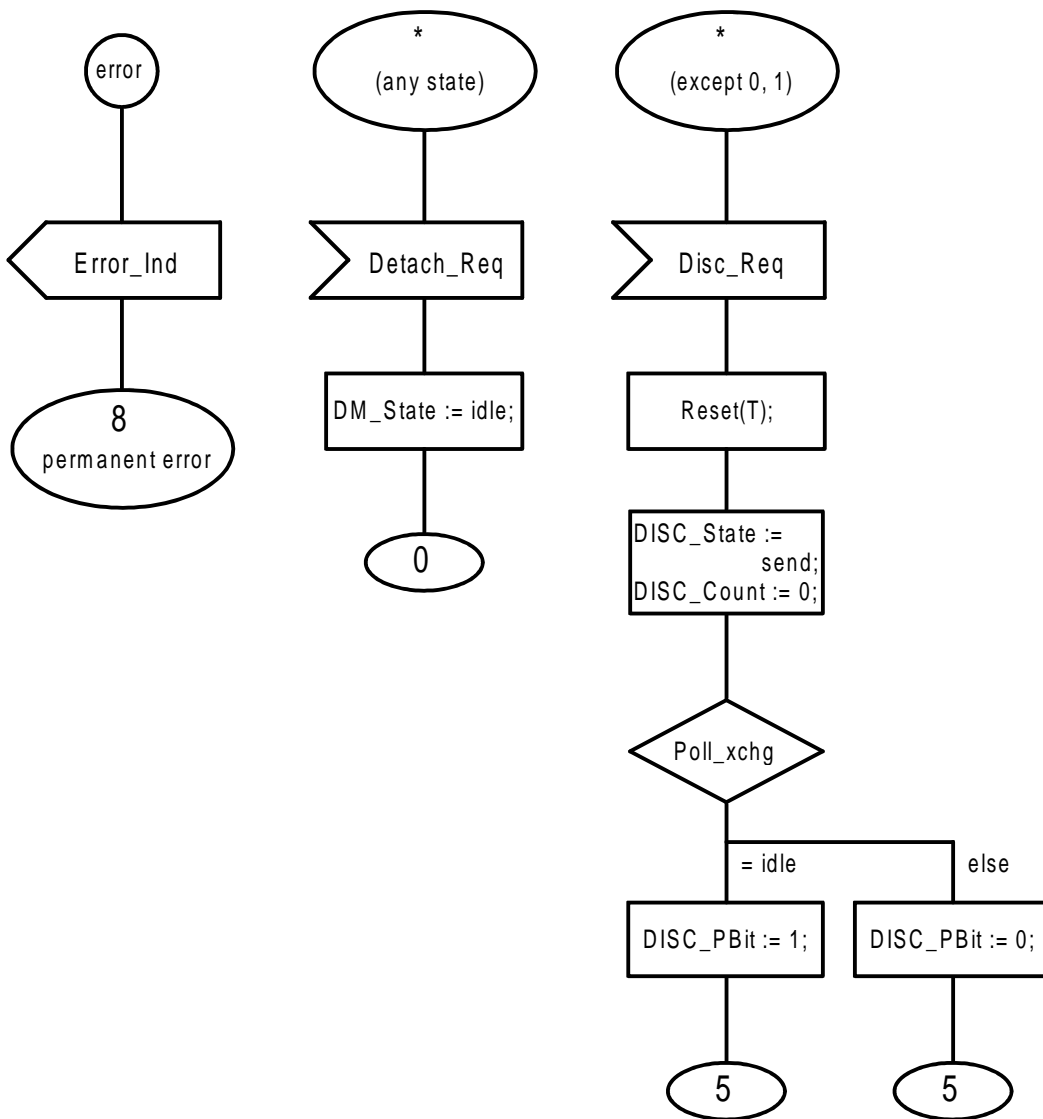 error
Error_Ind
8
permanent error
*
(any state)
Detach_Req
DM_State := idle;
0
*
(except 0, 1)
Disc_Req
Reset(T);
DISC_State :=
send;
DISC_Count := 0;
Poll_xchg
= idle
else
DISC_PBit := 1;
DISC_PBit := 0;
5
5